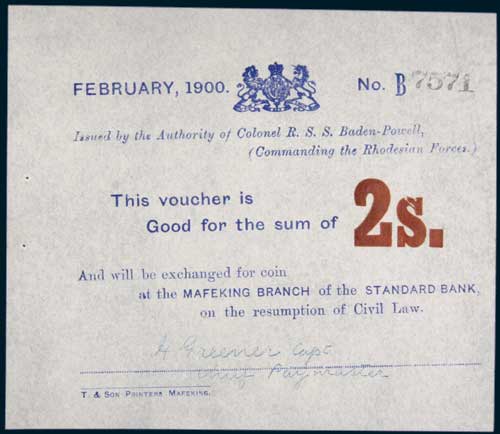 FEBRUARY, 1900. No. B 7571
Issued by the Authority of Colonel R. S. S. Baden-Powell,
(Commanding the Rhodesian Forces.)
This voucher is
Good for the sum of 2s.
And will be exchanged for coin
at the MAFEKING BRANCH of the STANDARD BANK,
on the resumption of Civil Law.
H Greener Capt
Chief Paymaster
T. & SON PRINTERS MAFEKING.